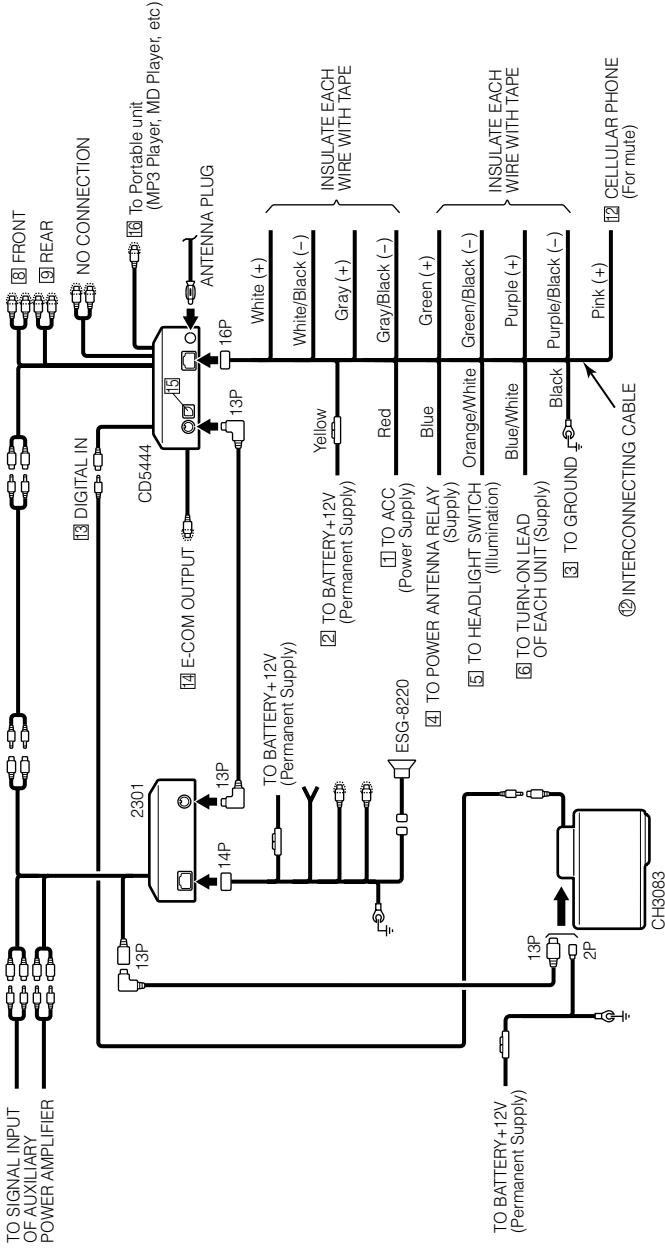 8 FRONT
9 REAR
NO CONNECTION
16 To Portable unit
(MP3 Player, MD Player, etc)
ANTENNA PLUG
13 DIGITAL IN
CD5444
15
16P
13P
14 E-COM OUTPUT
2301
13P
14P
13P
TO SIGNAL INPUT
OF AUXILIARY
POWER AMPLIFIER
TO BATTERY+12V
(Permanent Supply)
ESG-8220
White (+)
White/Black (−)
Gray (+)
Gray/Black (−)
INSULATE EACH
WIRE WITH TAPE
Green (+)
Green/Black (−)
Purple (+)
Purple/Black (−)
INSULATE EACH
WIRE WITH TAPE
Pink (+)
12 CELLULAR PHONE
(For mute)
Yellow
2 TO BATTERY+12V
(Permanent Supply)
Red
1 TO ACC
(Power Supply)
Blue
4 TO POWER ANTENNA RELAY
(Supply)
Orange/White
5 TO HEADLIGHT SWITCH
(Illumination)
Blue/White
6 TO TURN-ON LEAD
OF EACH UNIT (Supply)
Black
3 TO GROUND
⑫ INTERCONNECTING CABLE
13P
2P
CH3083
TO BATTERY+12V
(Permanent Supply)